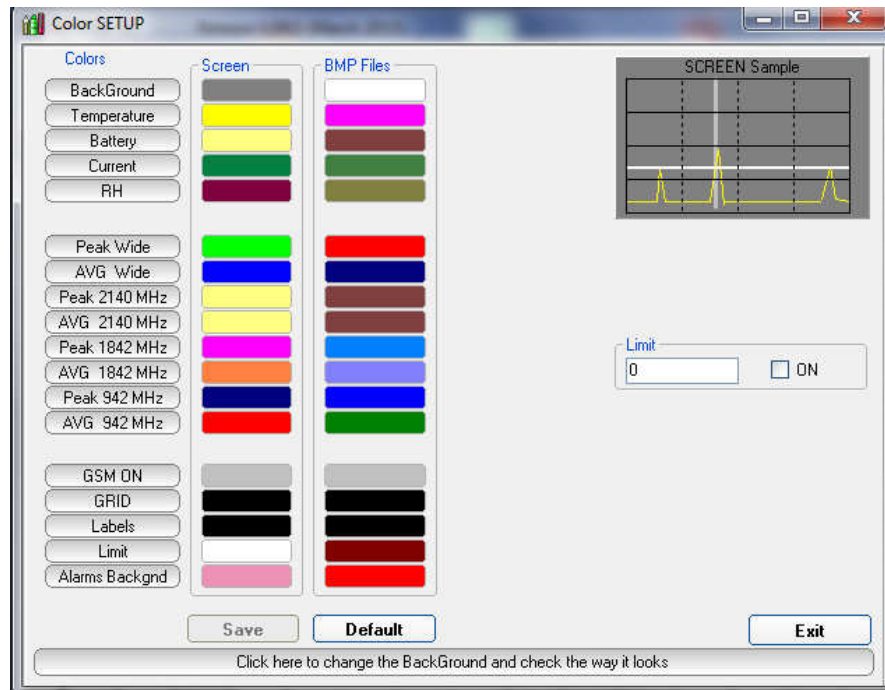 Color SETUP
Colors
Screen
BMP Files
SCREEN Sample
BackGround
Temperature
Battery
Current
RH
Peak Wide
AVG Wide
Peak 2140 MHz
AVG 2140 MHz
Peak 1842 MHz
AVG 1842 MHz
Peak 942 MHz
AVG 942 MHz
Limit
0
ON
GSM ON
GRID
Labels
Limit
Alarms Backgnd
Save
Default
Exit
Click here to change the BackGround and check the way it looks